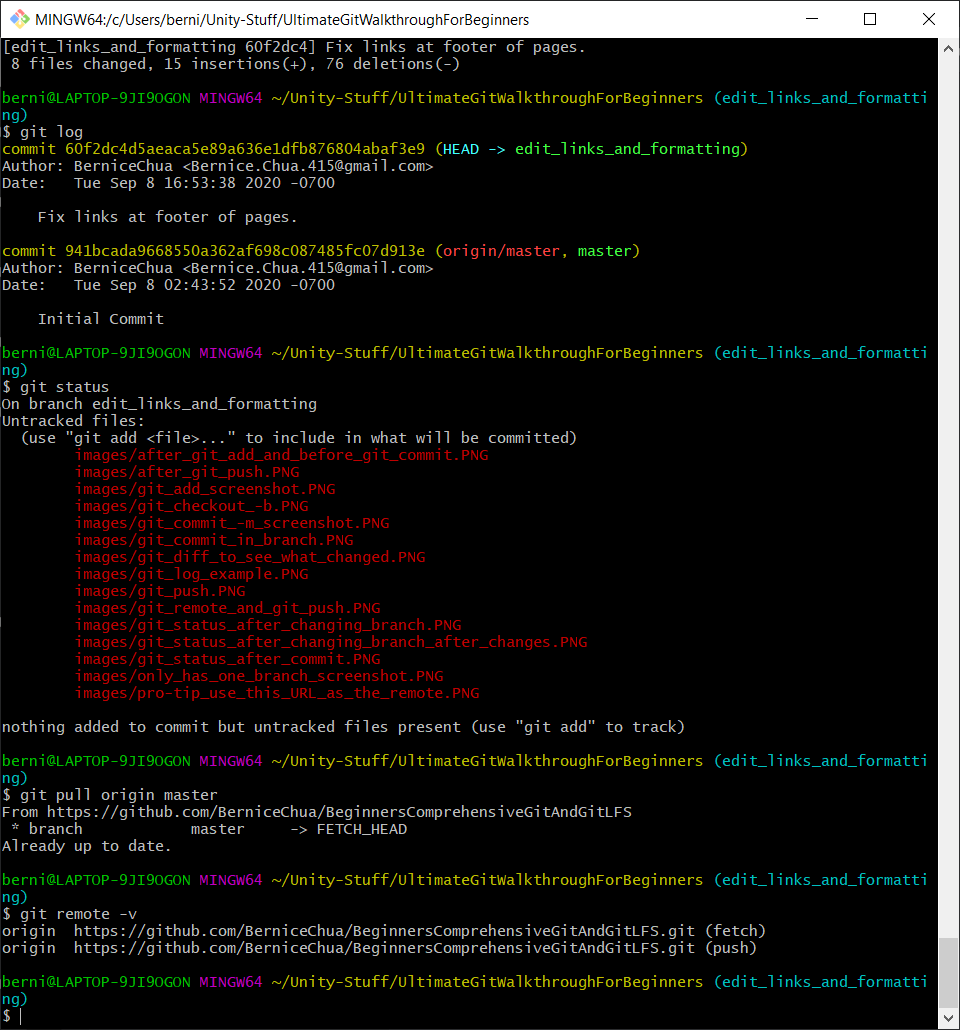 MINGW64:/c/Users/berni/Unity-Stuff/UltimateGitWalkthroughForBeginners
[edit_links_and_formatting 60f2dc4] Fix links at footer of pages.
 8 files changed, 15 insertions(+), 76 deletions(-)
berni@LAPTOP-9JI9OGON MINGW64 ~/Unity-Stuff/UltimateGitWalkthroughForBeginners (edit_links_and_formatti
ng)
$ git log
commit 60f2dc4d5aeaca5e89a636e1dfb876804abaf3e9 (HEAD -> edit_links_and_formatting)
Author: BerniceChua <Bernice.Chua.415@gmail.com>
Date:   Tue Sep 8 16:53:38 2020 -0700
    Fix links at footer of pages.
commit 941bcada9668550a362af698c087485fc07d913e (origin/master, master)
Author: BerniceChua <Bernice.Chua.415@gmail.com>
Date:   Tue Sep 8 02:43:52 2020 -0700
    Initial Commit
berni@LAPTOP-9JI9OGON MINGW64 ~/Unity-Stuff/UltimateGitWalkthroughForBeginners (edit_links_and_formatti
ng)
$ git status
On branch edit_links_and_formatting
Untracked files:
  (use "git add <file>..." to include in what will be committed)
        images/after_git_add_and_before_git_commit.PNG
        images/after_git_push.PNG
        images/git_add_screenshot.PNG
        images/git_checkout_-b.PNG
        images/git_commit_-m_screenshot.PNG
        images/git_commit_in_branch.PNG
        images/git_diff_to_see_what_changed.PNG
        images/git_log_example.PNG
        images/git_push.PNG
        images/git_remote_and_git_push.PNG
        images/git_status_after_changing_branch.PNG
        images/git_status_after_changing_branch_after_changes.PNG
        images/git_status_after_commit.PNG
        images/only_has_one_branch_screenshot.PNG
        images/pro-tip_use_this_URL_as_the_remote.PNG
nothing added to commit but untracked files present (use "git add" to track)
berni@LAPTOP-9JI9OGON MINGW64 ~/Unity-Stuff/UltimateGitWalkthroughForBeginners (edit_links_and_formatti
ng)
$ git pull origin master
From https://github.com/BerniceChua/BeginnersComprehensiveGitAndGitLFS
 * branch            master     -> FETCH_HEAD
Already up to date.
berni@LAPTOP-9JI9OGON MINGW64 ~/Unity-Stuff/UltimateGitWalkthroughForBeginners (edit_links_and_formatti
ng)
$ git remote -v
origin  https://github.com/BerniceChua/BeginnersComprehensiveGitAndGitLFS.git (fetch)
origin  https://github.com/BerniceChua/BeginnersComprehensiveGitAndGitLFS.git (push)
berni@LAPTOP-9JI9OGON MINGW64 ~/Unity-Stuff/UltimateGitWalkthroughForBeginners (edit_links_and_formatti
ng)
$